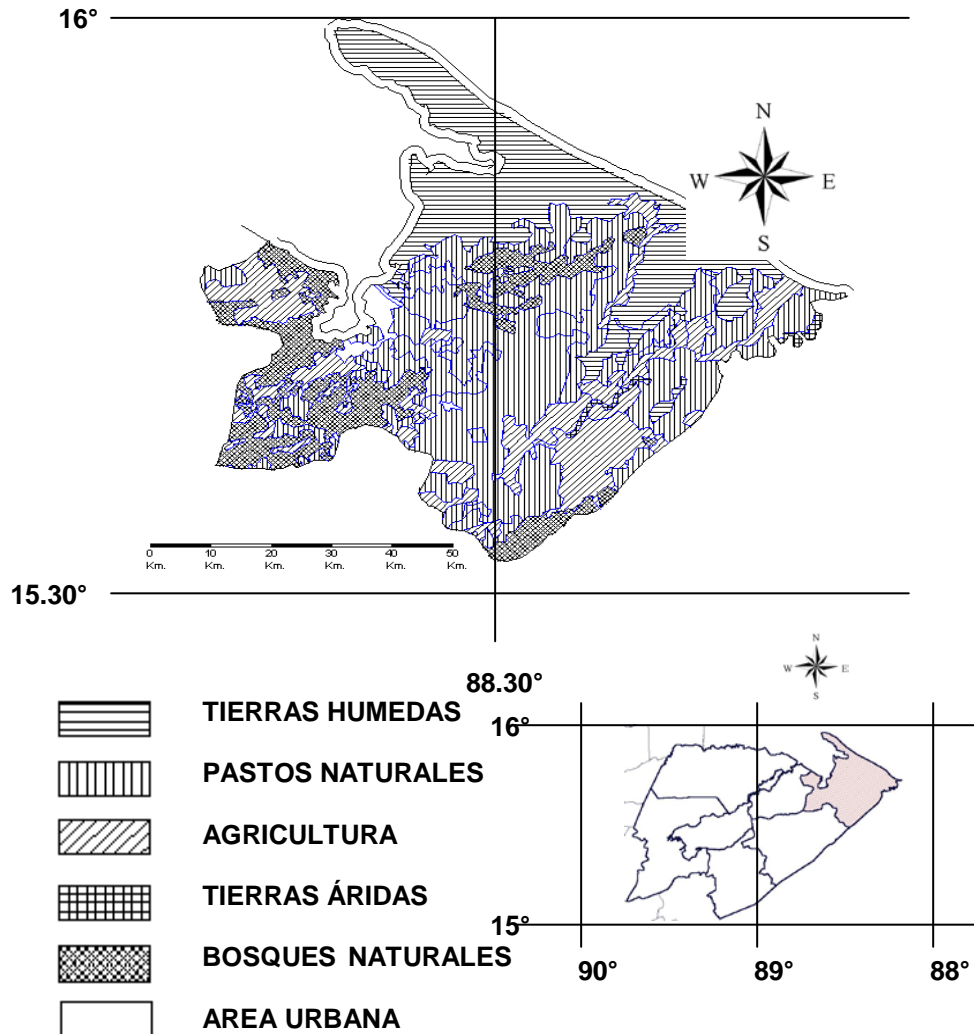 16°
N
W E
S
0 10 20 30 40 50
Km. Km. Km. Km. Km. Km.
15.30°
88.30°
TIERRAS HUMEDAS
PASTOS NATURALES
AGRICULTURA
TIERRAS ÁRIDAS
BOSQUES NATURALES
AREA URBANA
N
W E
S
16°
15°
90° 89° 88°